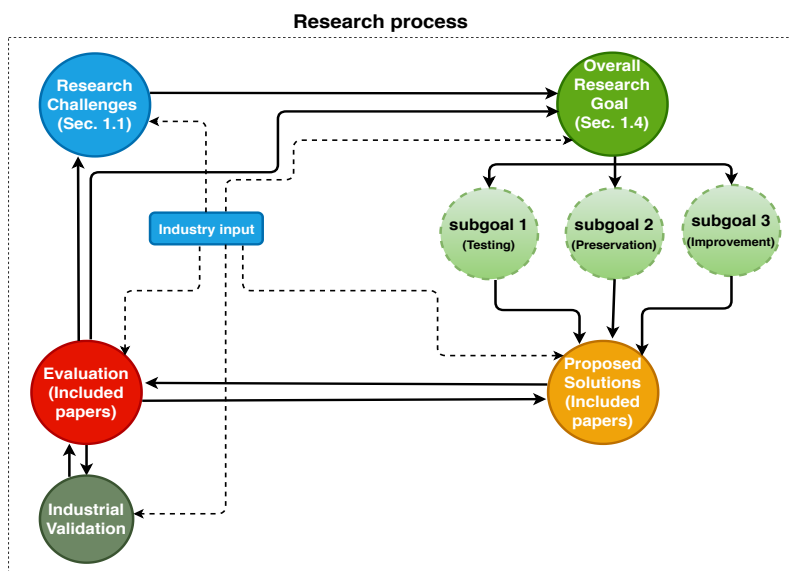 Research process
Research
Challenges
(Sec. 1.1)
Overall
Research
Goal
(Sec. 1.4)
Industry input
subgoal 1
(Testing)
subgoal 2
(Preservation)
subgoal 3
(Improvement)
Evaluation
(Included
papers)
Proposed
Solutions
(Included
papers)
Industrial
Validation